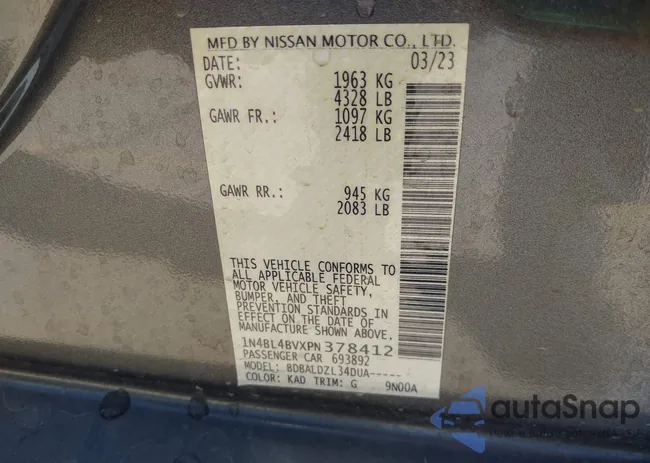 MFD BY NISSAN MOTOR CO., LTD.
DATE: 03/23
GVWR: 1963 KG
4328 LB
GAWR FR.: 1097 KG
2418 LB
GAWR RR.: 945 KG
2083 LB
THIS VEHICLE CONFORMS TO
ALL APPLICABLE FEDERAL
MOTOR VEHICLE SAFETY,
BUMPER, AND THEFT
PREVENTION STANDARDS IN
EFFECT ON THE DATE OF
MANUFACTURE SHOWN ABOVE.
1N4BL4BVXPN378412
PASSENGER CAR 693892
MODEL: BDBALDZL34DUA-----
COLOR: KAD TRIM: G 9N00A
autaSnap